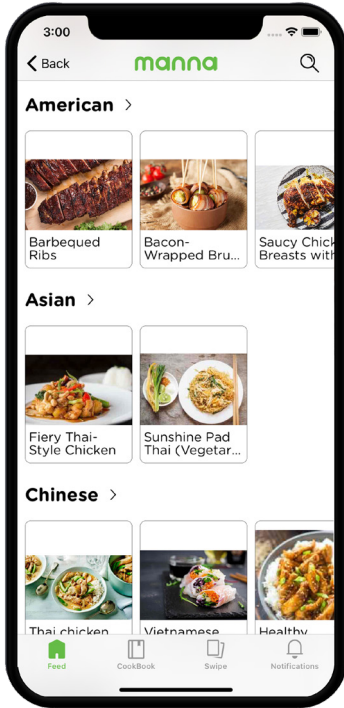 3:00
Back
manna
American >
Barbequed
Ribs
Bacon-
Wrapped Bru...
Saucy Chick
Breasts with
Asian >
Fiery Thai-
Style Chicken
Sunshine Pad
Thai (Vegetar...
Chinese >
Thai chicken
Vietnamese
Healthy
Feed
CookBook
Swipe
Notifications